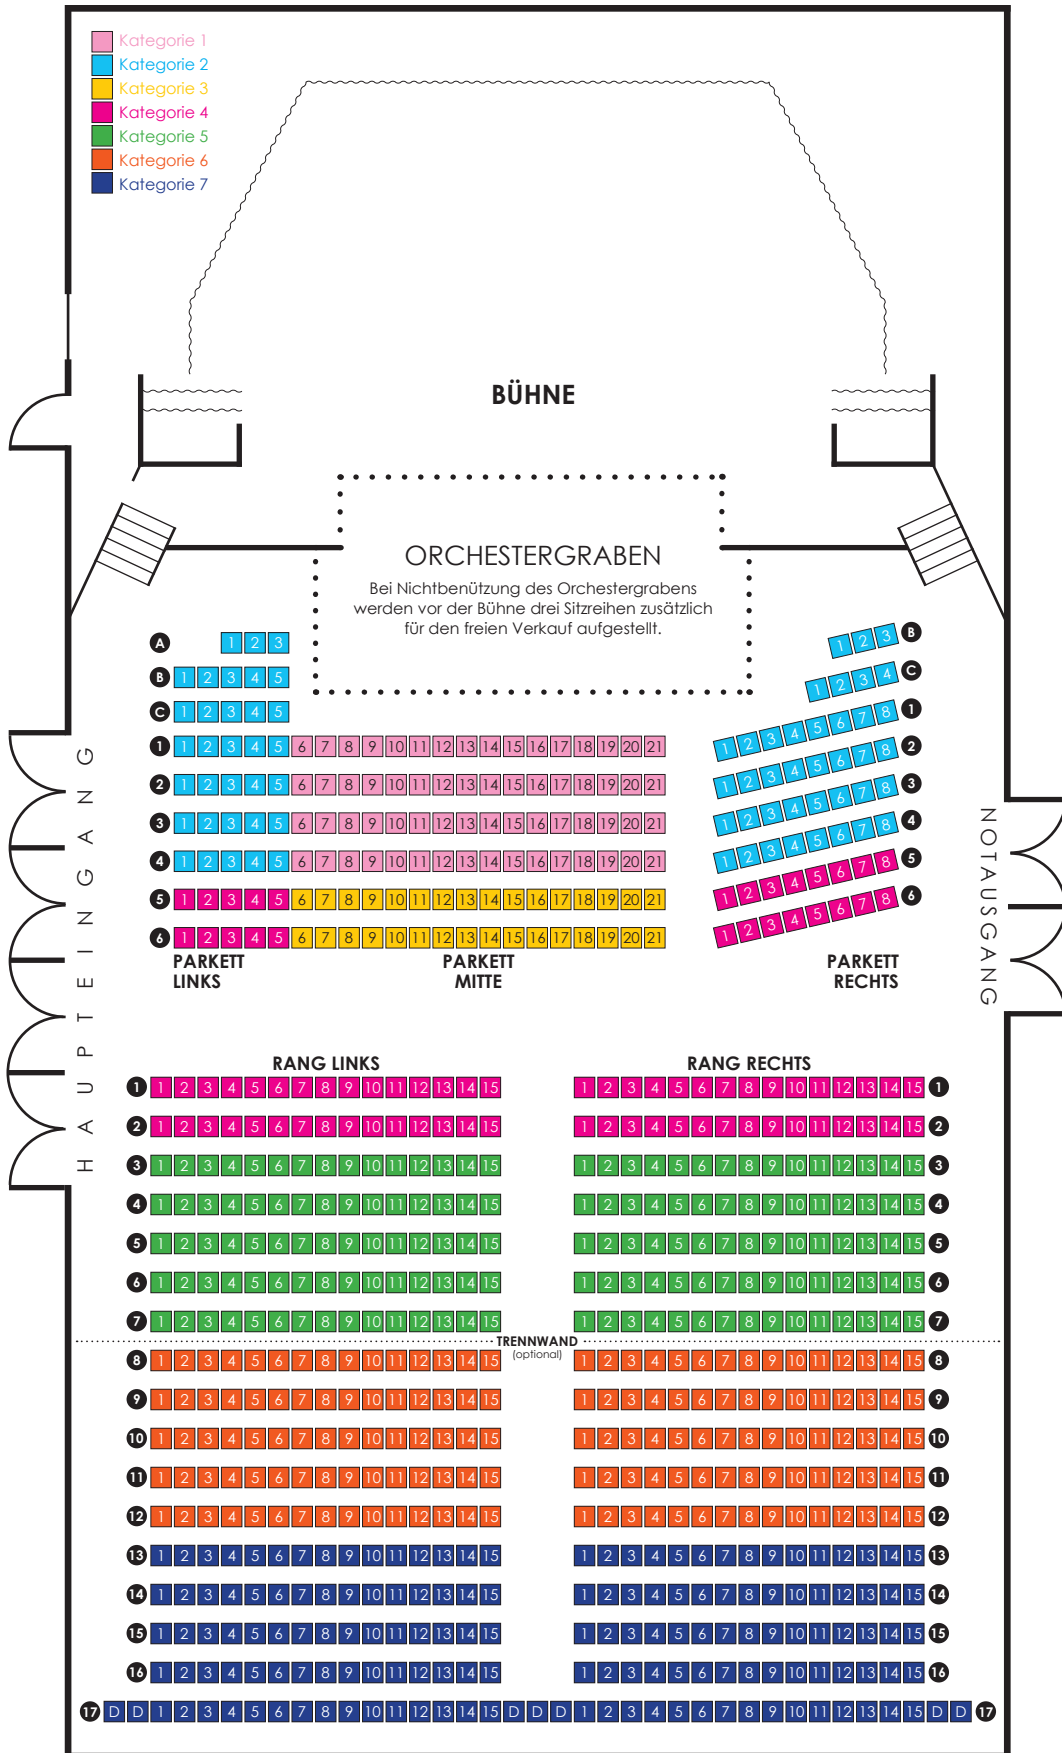 Kategorie 1
Kategorie 2
Kategorie 3
Kategorie 4
Kategorie 5
Kategorie 6
Kategorie 7
BÜHNE
ORCHESTERGRABEN
Bei Nichtbenützung des Orchestergrabens
werden vor der Bühne drei Sitzreihen zusätzlich
für den freien Verkauf aufgestellt.
A 1 2 3
1 2 3 B
B 1 2 3 4 5
1 2 3 4 C
C 1 2 3 4 5
1 2 3 4 5 6 7 8 1
1 1 2 3 4 5 6 7 8 9 10 11 12 13 14 15 16 17 18 19 20 21
1 2 3 4 5 6 7 8 2
2 1 2 3 4 5 6 7 8 9 10 11 12 13 14 15 16 17 18 19 20 21
1 2 3 4 5 6 7 8 3
3 1 2 3 4 5 6 7 8 9 10 11 12 13 14 15 16 17 18 19 20 21
1 2 3 4 5 6 7 8 4
4 1 2 3 4 5 6 7 8 9 10 11 12 13 14 15 16 17 18 19 20 21
1 2 3 4 5 6 7 8 5
5 1 2 3 4 5 6 7 8 9 10 11 12 13 14 15 16 17 18 19 20 21
1 2 3 4 5 6 7 8 6
6 1 2 3 4 5 6 7 8 9 10 11 12 13 14 15 16 17 18 19 20 21
PARKETT
LINKS
PARKETT
MITTE
PARKETT
RECHTS
HAUPTEINGANG
NOTAUSGANG
RANG LINKS
RANG RECHTS
1 1 2 3 4 5 6 7 8 9 10 11 12 13 14 15 1 2 3 4 5 6 7 8 9 10 11 12 13 14 15 1
2 1 2 3 4 5 6 7 8 9 10 11 12 13 14 15 1 2 3 4 5 6 7 8 9 10 11 12 13 14 15 2
3 1 2 3 4 5 6 7 8 9 10 11 12 13 14 15 1 2 3 4 5 6 7 8 9 10 11 12 13 14 15 3
4 1 2 3 4 5 6 7 8 9 10 11 12 13 14 15 1 2 3 4 5 6 7 8 9 10 11 12 13 14 15 4
5 1 2 3 4 5 6 7 8 9 10 11 12 13 14 15 1 2 3 4 5 6 7 8 9 10 11 12 13 14 15 5
6 1 2 3 4 5 6 7 8 9 10 11 12 13 14 15 1 2 3 4 5 6 7 8 9 10 11 12 13 14 15 6
7 1 2 3 4 5 6 7 8 9 10 11 12 13 14 15 1 2 3 4 5 6 7 8 9 10 11 12 13 14 15 7
TRENNWAND
(optional)
8 1 2 3 4 5 6 7 8 9 10 11 12 13 14 15 1 2 3 4 5 6 7 8 9 10 11 12 13 14 15 8
9 1 2 3 4 5 6 7 8 9 10 11 12 13 14 15 1 2 3 4 5 6 7 8 9 10 11 12 13 14 15 9
10 1 2 3 4 5 6 7 8 9 10 11 12 13 14 15 1 2 3 4 5 6 7 8 9 10 11 12 13 14 15 10
11 1 2 3 4 5 6 7 8 9 10 11 12 13 14 15 1 2 3 4 5 6 7 8 9 10 11 12 13 14 15 11
12 1 2 3 4 5 6 7 8 9 10 11 12 13 14 15 1 2 3 4 5 6 7 8 9 10 11 12 13 14 15 12
13 1 2 3 4 5 6 7 8 9 10 11 12 13 14 15 1 2 3 4 5 6 7 8 9 10 11 12 13 14 15 13
14 1 2 3 4 5 6 7 8 9 10 11 12 13 14 15 1 2 3 4 5 6 7 8 9 10 11 12 13 14 15 14
15 1 2 3 4 5 6 7 8 9 10 11 12 13 14 15 1 2 3 4 5 6 7 8 9 10 11 12 13 14 15 15
16 1 2 3 4 5 6 7 8 9 10 11 12 13 14 15 1 2 3 4 5 6 7 8 9 10 11 12 13 14 15 16
17 D D 1 2 3 4 5 6 7 8 9 10 11 12 13 14 15 D D D 1 2 3 4 5 6 7 8 9 10 11 12 13 14 15 D D 17